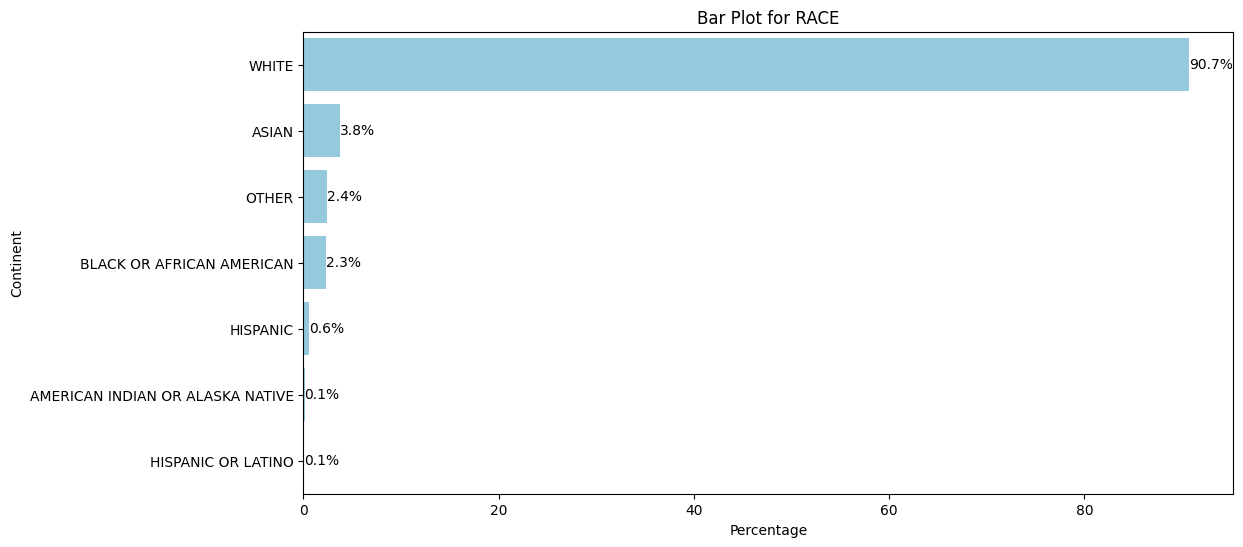 Bar Plot for RACE
WHITE
90.7%
ASIAN
3.8%
OTHER
2.4%
BLACK OR AFRICAN AMERICAN
2.3%
HISPANIC
0.6%
AMERICAN INDIAN OR ALASKA NATIVE
0.1%
HISPANIC OR LATINO
0.1%
Continent
0 20 40 60 80
Percentage